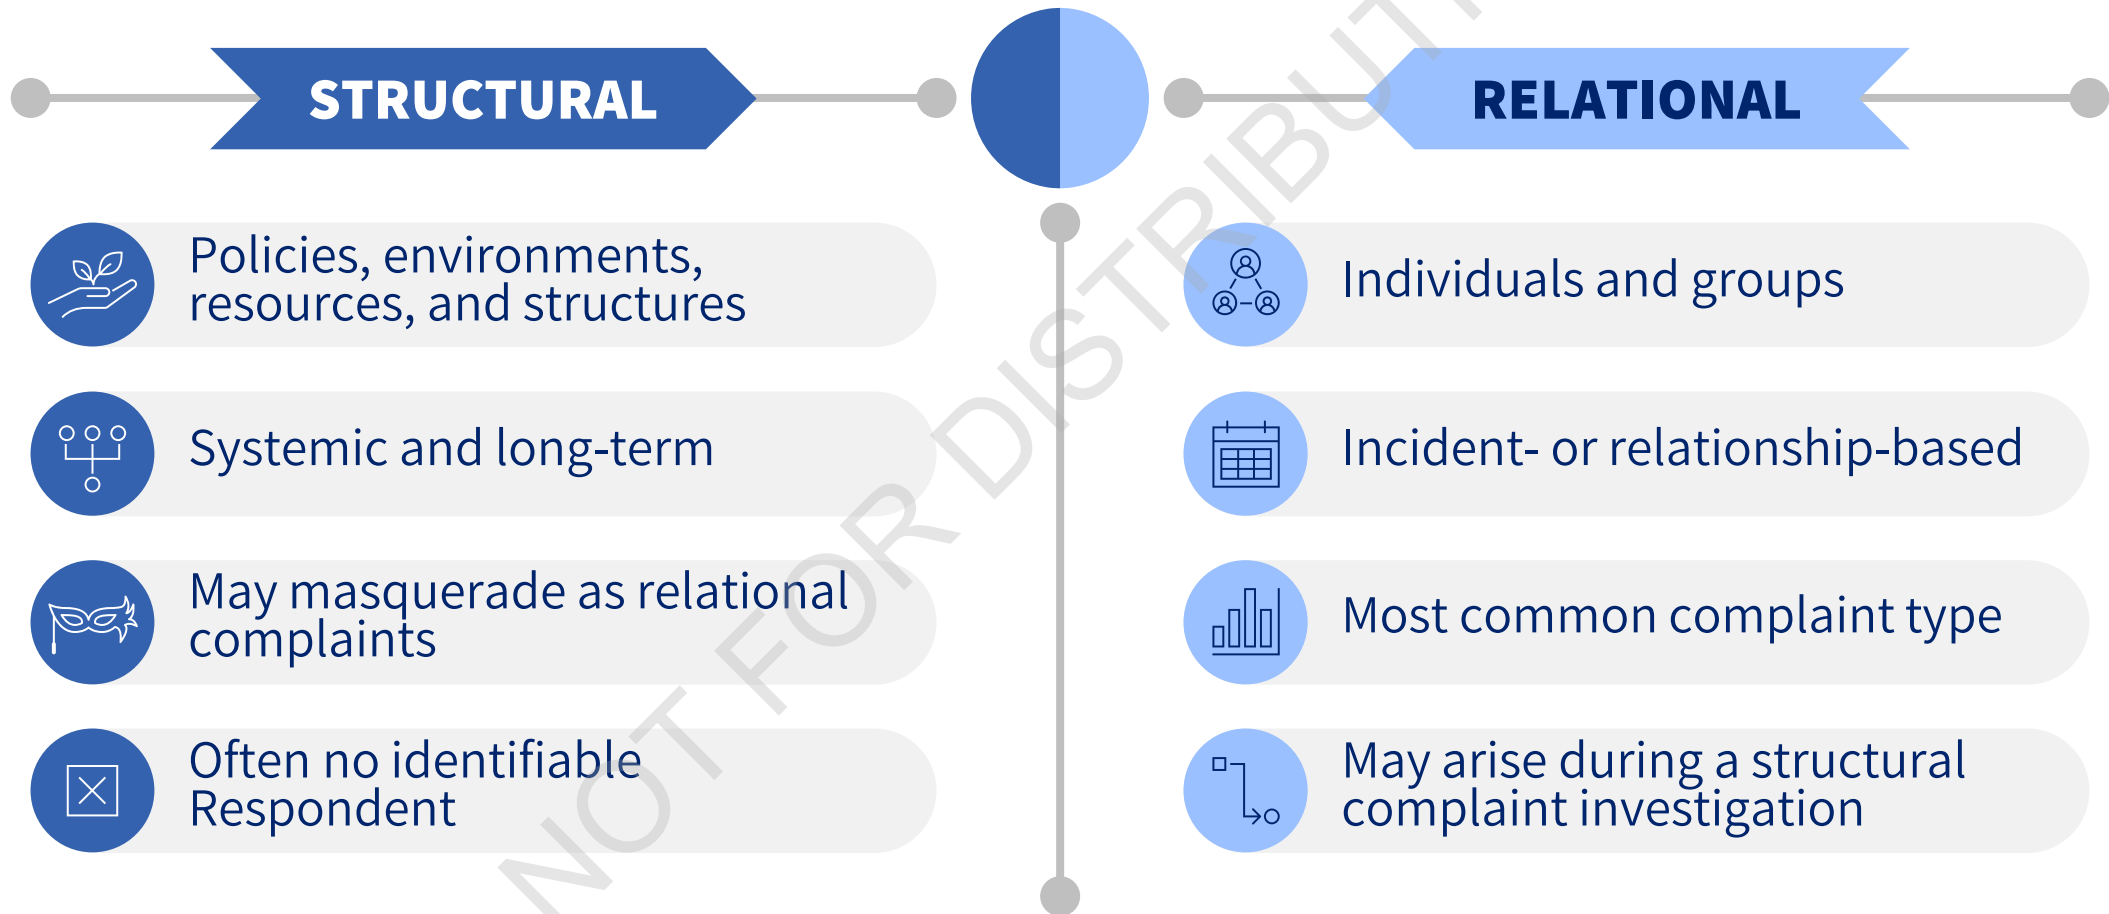 STRUCTURAL
Policies, environments,
resources, and structures
Systemic and long-term
May masquerade as relational
complaints
Often no identifiable
Respondent
RELATIONAL
Individuals and groups
Incident- or relationship-based
Most common complaint type
May arise during a structural
complaint investigation
NOT FOR DISTRIBUT